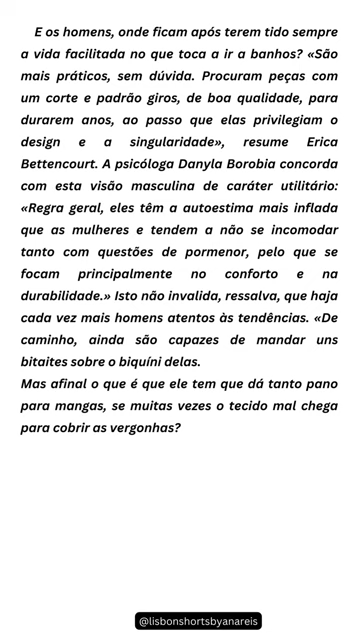 E os homens, onde ficam após terem tido sempre
a vida facilitada no que toca a ir a banhos? «São
mais práticos, sem dúvida. Procuram peças com
um corte e padrão giros, de boa qualidade, para
durarem anos, ao passo que elas privilegiam o
design e a singularidade», resume Erica
Bettencourt. A psicóloga Danyla Borobia concorda
com esta visão masculina de caráter utilitário:
«Regra geral, eles têm a autoestima mais inflada
que as mulheres e tendem a não se incomodar
tanto com questões de pormenor, pelo que se
focam principalmente no conforto e na
durabilidade.» Isto não invalida, ressalva, que haja
cada vez mais homens atentos às tendências. «De
caminho, ainda são capazes de mandar uns
bitaites sobre o biquíni delas.
Mas afinal o que é que ele tem que dá tanto pano
para mangas, se muitas vezes o tecido mal chega
para cobrir as vergonhas?
@lisbonshortsbyanareis